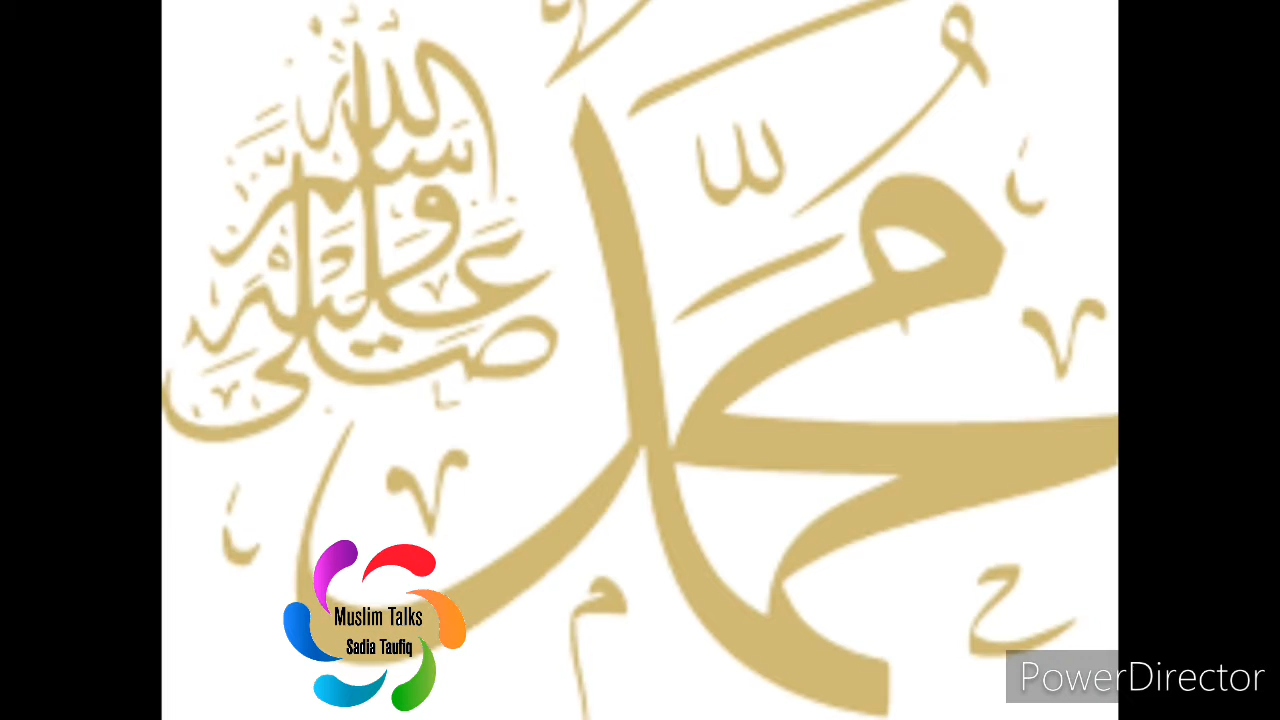 محمد
صلى الله عليه وسلم
Muslim Talks
Sadia Taufiq
PowerDirector